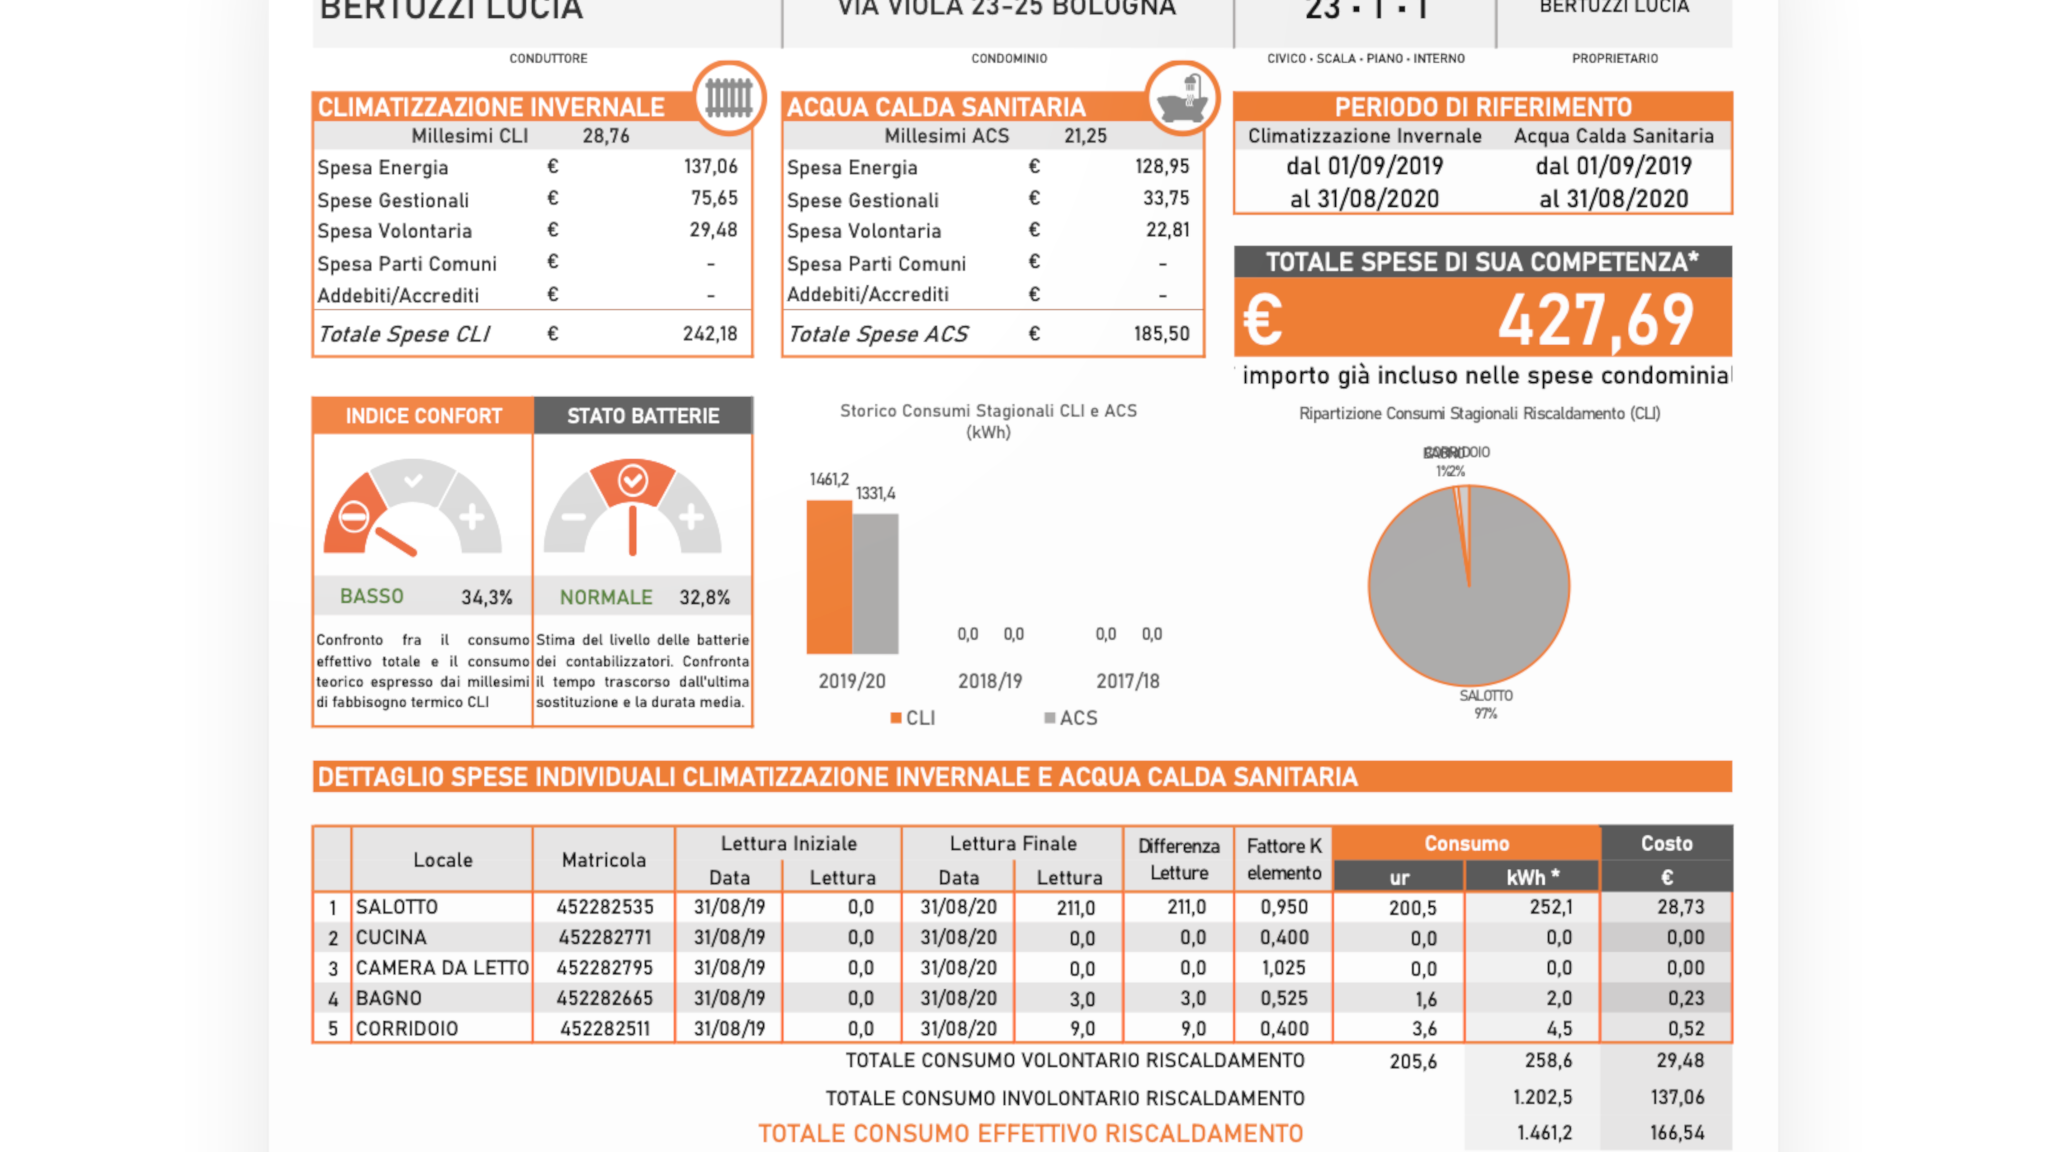 BERTUZZI LUCIA
VIA VIOLA 23-25 BOLOGNA
23 · 1 · 1
BERTUZZI LUCIA
CONDUTTORE
CONDOMINIO
CIVICO · SCALA · PIANO · INTERNO
PROPRIETARIO
CLIMATIZZAZIONE INVERNALE
Millesimi CLI 28,76
Spesa Energia € 137,06
Spese Gestionali € 75,65
Spesa Volontaria € 29,48
Spesa Parti Comuni € -
Addebiti/Accrediti € -
Totale Spese CLI € 242,18
ACQUA CALDA SANITARIA
Millesimi ACS 21,25
Spesa Energia € 128,95
Spese Gestionali € 33,75
Spesa Volontaria € 22,81
Spesa Parti Comuni € -
Addebiti/Accrediti € -
Totale Spese ACS € 185,50
PERIODO DI RIFERIMENTO
Climatizzazione Invernale Acqua Calda Sanitaria
dal 01/09/2019 dal 01/09/2019
al 31/08/2020 al 31/08/2020
TOTALE SPESE DI SUA COMPETENZA*
€ 427,69
importo già incluso nelle spese condominial
INDICE CONFORT
BASSO 34,3%
Confronto fra il consumo
effettivo totale e il consumo
teorico espresso dai millesimi
di fabbisogno termico CLI
STATO BATTERIE
NORMALE 32,8%
Stima del livello delle batterie
dei contabilizzatori. Confronta
il tempo trascorso dall'ultima
sostituzione e la durata media.
Storico Consumi Stagionali CLI e ACS
(kWh)
1461,2
1331,4
0,0 0,0 0,0 0,0
2019/20 2018/19 2017/18
CLI ACS
Ripartizione Consumi Stagionali Riscaldamento (CLI)
CORRIDOIO
1% 2%
SALOTTO
97%
DETTAGLIO SPESE INDIVIDUALI CLIMATIZZAZIONE INVERNALE E ACQUA CALDA SANITARIA
Locale Matricola Lettura Iniziale Lettura Finale Differenza Letture Fattore K elemento Consumo Costo
Data Lettura Data Lettura ur kWh * €
1 SALOTTO 452282535 31/08/19 0,0 31/08/20 211,0 211,0 0,950 200,5 252,1 28,73
2 CUCINA 452282771 31/08/19 0,0 31/08/20 0,0 0,0 0,400 0,0 0,0 0,00
3 CAMERA DA LETTO 452282795 31/08/19 0,0 31/08/20 0,0 0,0 1,025 0,0 0,0 0,00
4 BAGNO 452282665 31/08/19 0,0 31/08/20 3,0 3,0 0,525 1,6 2,0 0,23
5 CORRIDOIO 452282511 31/08/19 0,0 31/08/20 9,0 9,0 0,400 3,6 4,5 0,52
TOTALE CONSUMO VOLONTARIO RISCALDAMENTO 205,6 258,6 29,48
TOTALE CONSUMO INVOLONTARIO RISCALDAMENTO 1.202,5 137,06
TOTALE CONSUMO EFFETTIVO RISCALDAMENTO 1.461,2 166,54